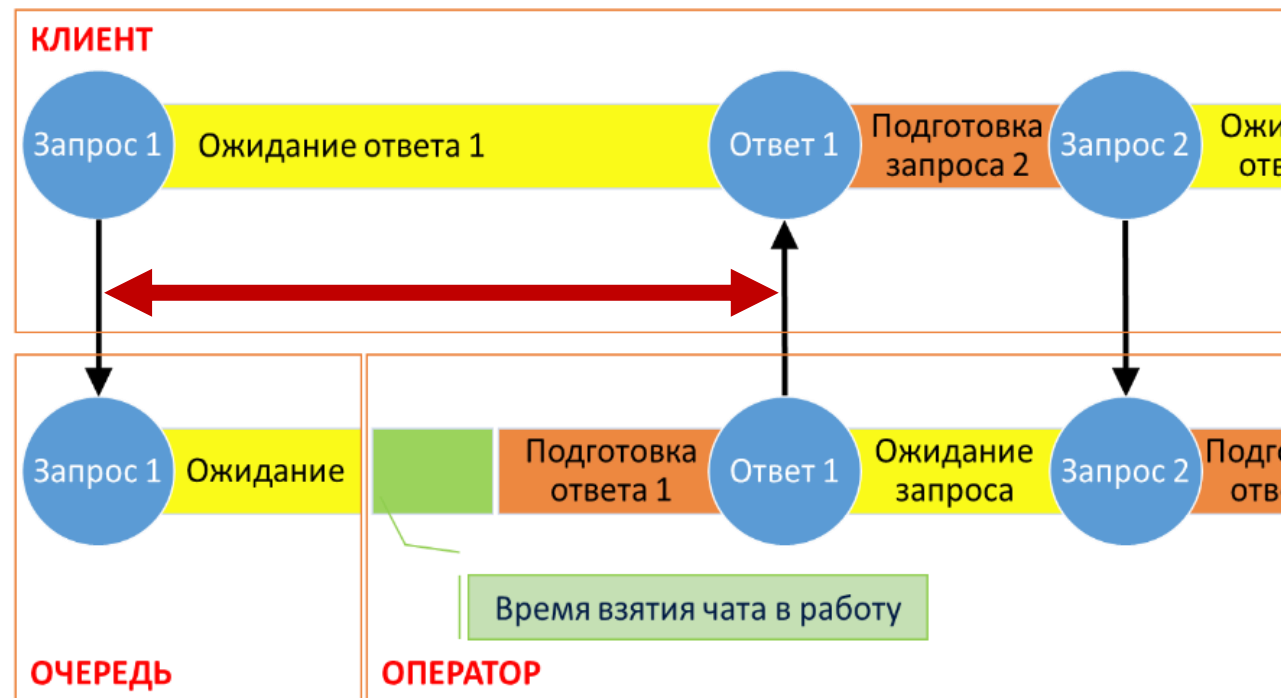 КЛИЕНТ
Запрос 1
Ожидание ответа 1
Ответ 1
Подготовка
запроса 2
Запрос 2
Запрос 1
Ожидание
Подготовка
ответа 1
Ответ 1
Ожидание
запроса
Запрос 2
Время взятия чата в работу
ОЧЕРЕДЬ
ОПЕРАТОР